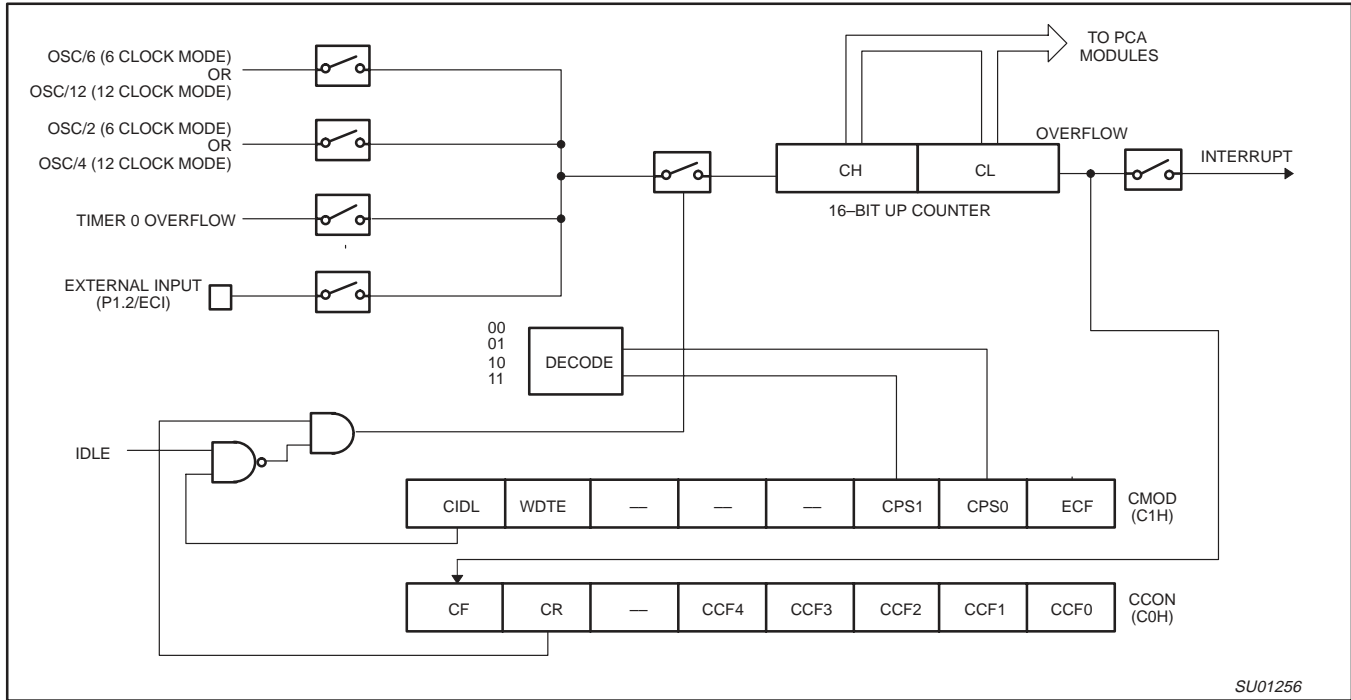 OSC/6 (6 CLOCK MODE)
OR
OSC/12 (12 CLOCK MODE)
OSC/2 (6 CLOCK MODE)
OR
OSC/4 (12 CLOCK MODE)
TIMER 0 OVERFLOW
EXTERNAL INPUT
(P1.2/ECI)
TO PCA
MODULES
OVERFLOW
INTERRUPT
CH
CL
16–BIT UP COUNTER
00
01
10
11
DECODE
IDLE
CIDL WDTE –– –– –– CPS1 CPS0 ECF
CMOD
(C1H)
CF CR –– CCF4 CCF3 CCF2 CCF1 CCF0
CCON
(C0H)
SU01256